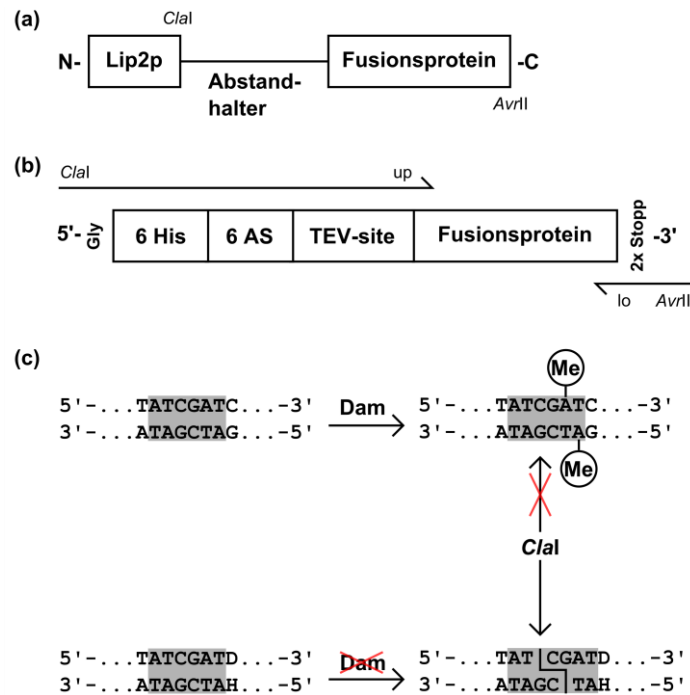 (a)
ClaI
N- Lip2p Fusionsprotein -C
Abstand-
halter
AvrII
(b)
ClaI up
5'- Gly 6 His 6 AS TEV-site Fusionsprotein 2x Stopp -3'
lo AvrII
(c)
Me
5'-...TATCGATC...-3' Dam 5'-...TATCGATC...-3'
3'-...ATAGCTAG...-5' 3'-...ATAGCTAG...-5'
Me
ClaI
5'-...TATCGATD...-3' Dam 5'-...TAT CGATD...-3'
3'-...ATAGCTAH...-5' 3'-...ATAGC TAH...-5'